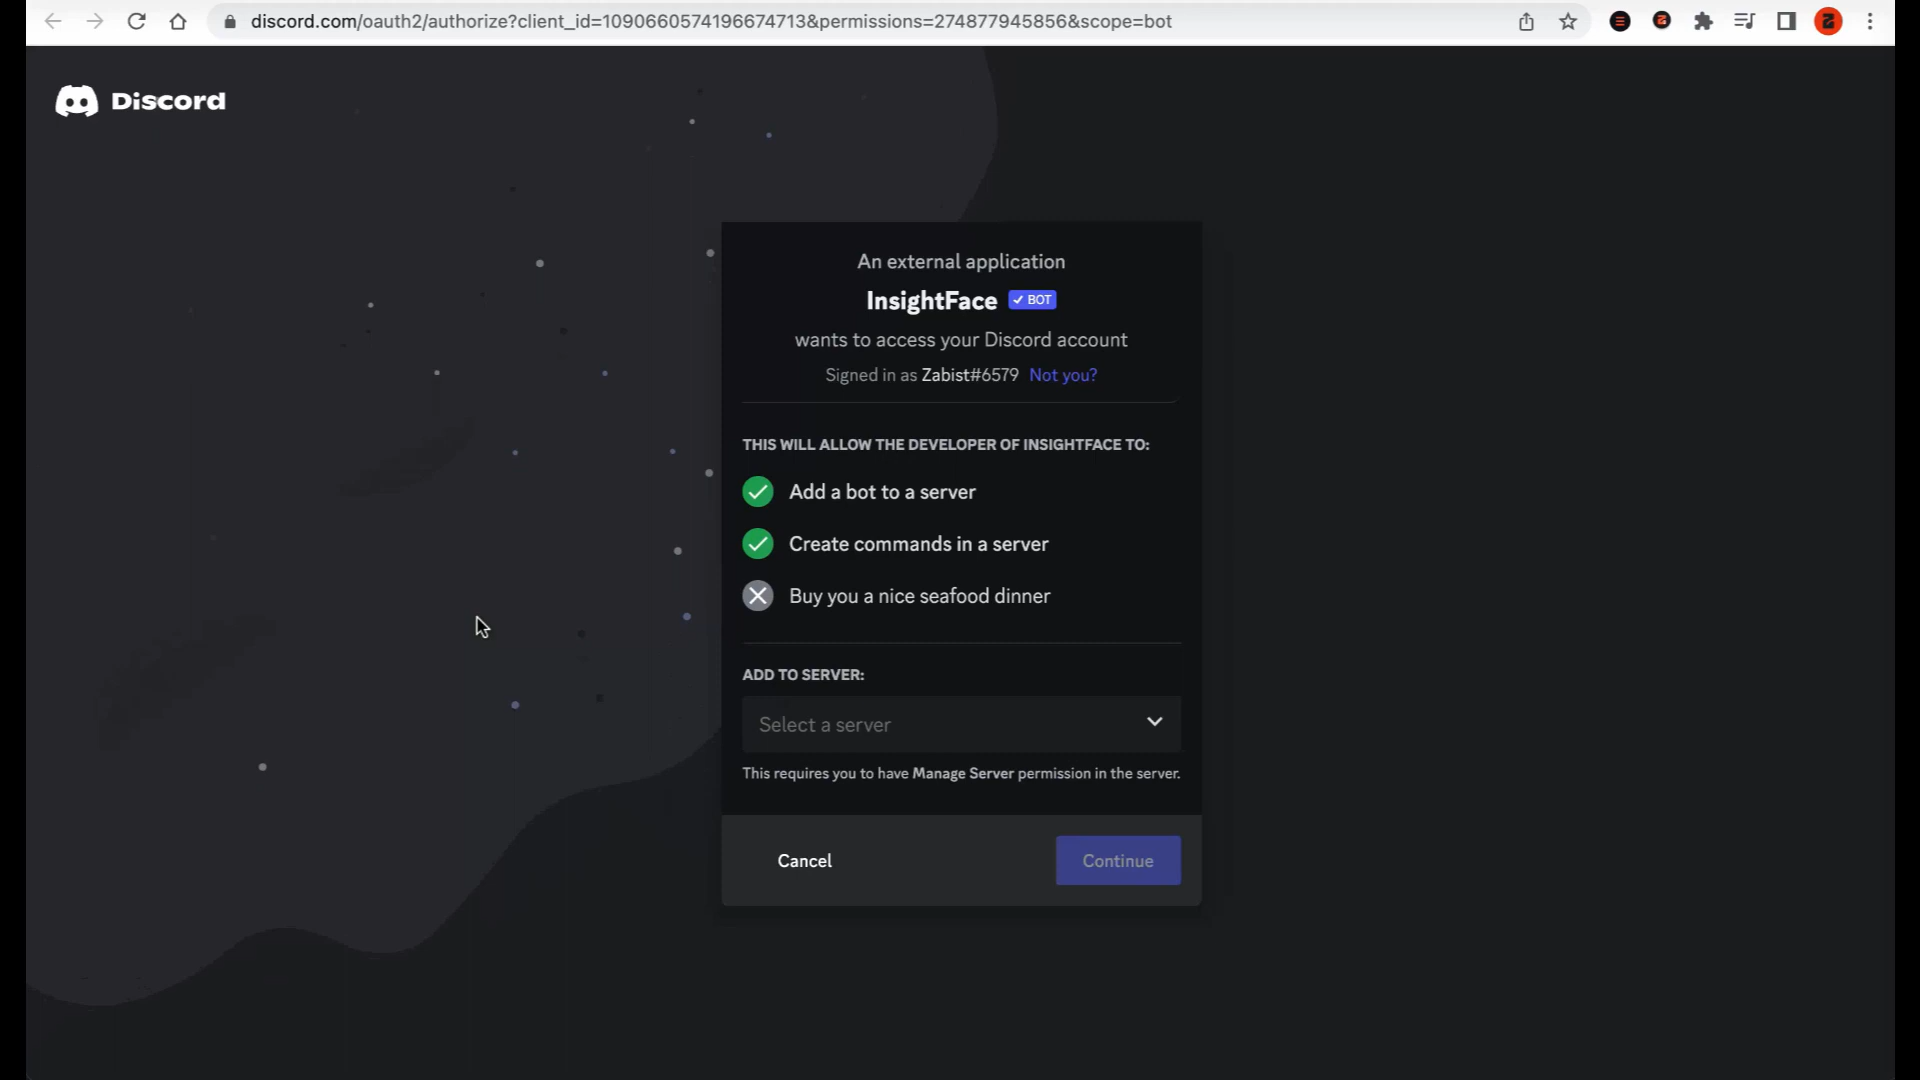 discord.com/oauth2/authorize?client_id=1090660574196674713&permissions=274877945856&scope=bot
Discord
An external application
InsightFace BOT
wants to access your Discord account
Signed in as Zabist#6579 Not you?
THIS WILL ALLOW THE DEVELOPER OF INSIGHTFACE TO:
Add a bot to a server
Create commands in a server
Buy you a nice seafood dinner
ADD TO SERVER:
Select a server
This requires you to have Manage Server permission in the server.
Cancel
Continue